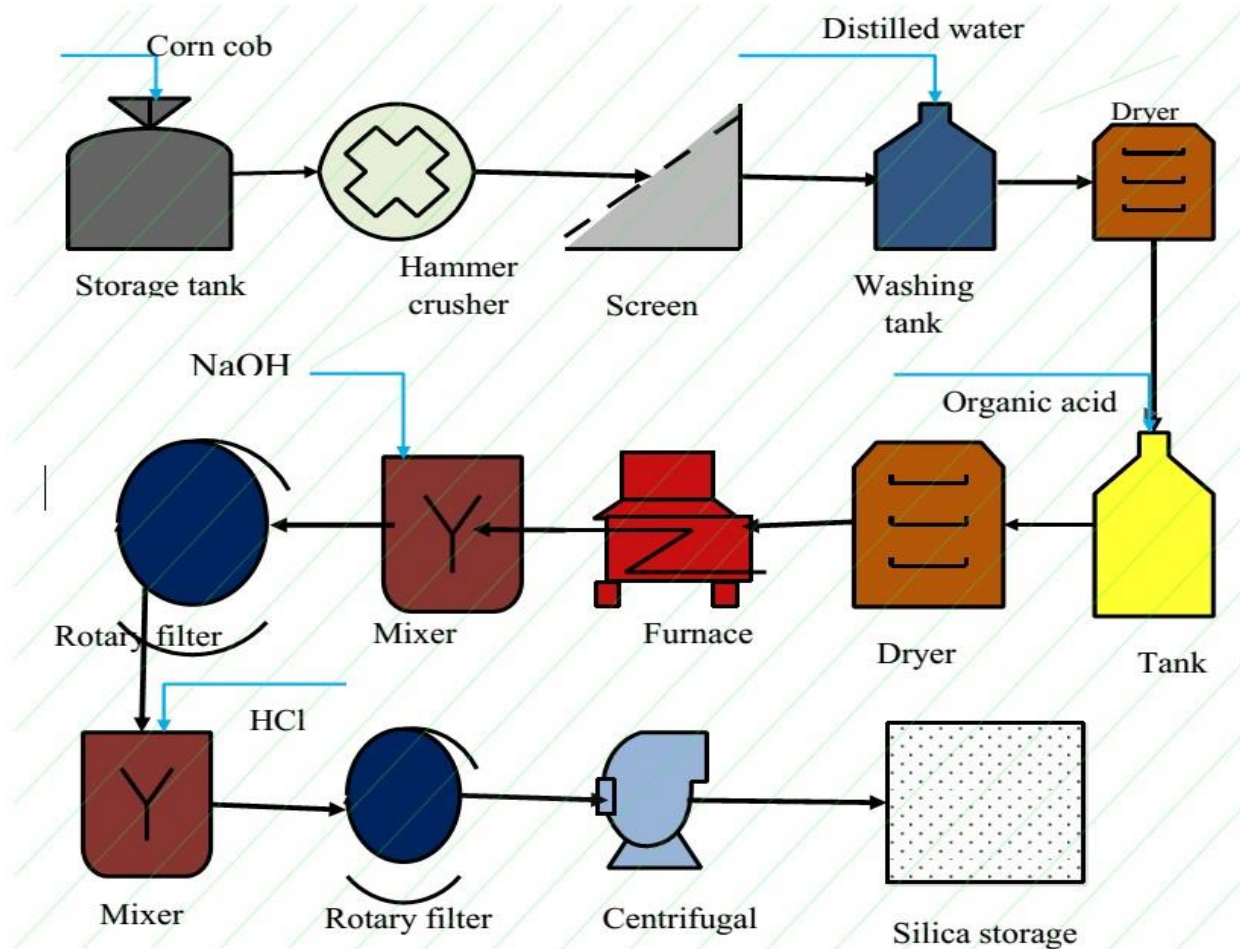 Corn cob
Distilled water
Dryer
Storage tank
Hammer
crusher
Screen
Washing
tank
NaOH
Organic acid
Rotary filter
Mixer
Furnace
Dryer
Tank
HCl
Mixer
Rotary filter
Centrifugal
Silica storage